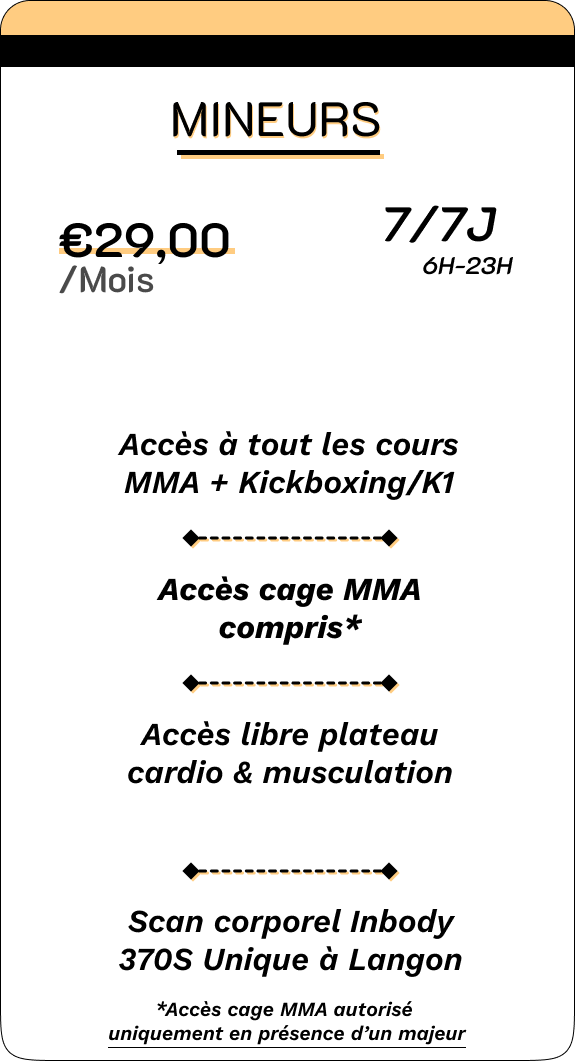 MINEURS
€29,00
/Mois
7/7J
6H-23H
Accès à tout les cours
MMA + Kickboxing/K1
Accès cage MMA
compris*
Accès libre plateau
cardio & musculation
Scan corporel Inbody
370S Unique à Langon
*Accès cage MMA autorisé
uniquement en présence d’un majeur